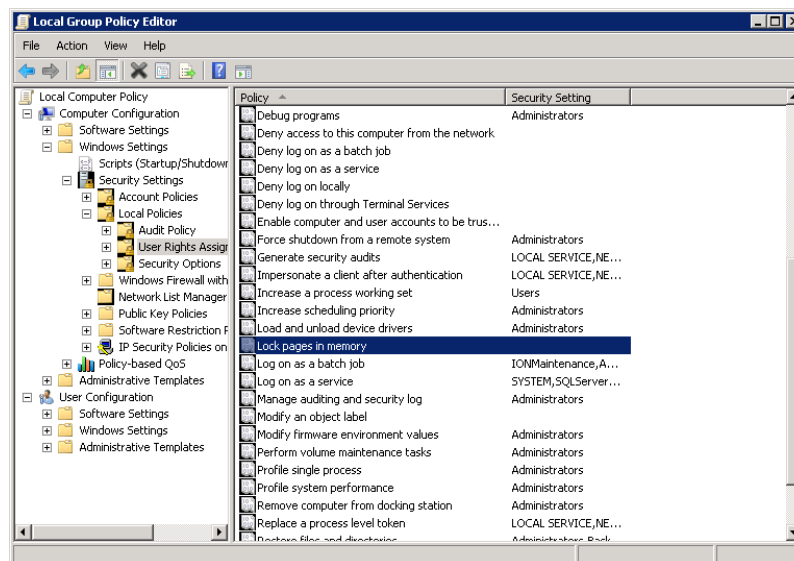 Local Group Policy Editor
File Action View Help
Local Computer Policy
Computer Configuration
Software Settings
Windows Settings
Scripts (Startup/Shutdown
Security Settings
Account Policies
Local Policies
Audit Policy
User Rights Assigr
Security Options
Windows Firewall with
Network List Manager
Public Key Policies
Software Restriction P
IP Security Policies on
Policy-based QoS
Administrative Templates
User Configuration
Software Settings
Windows Settings
Administrative Templates
Policy Security Setting
Debug programs Administrators
Deny access to this computer from the network
Deny log on as a batch job
Deny log on as a service
Deny log on locally
Deny log on through Terminal Services
Enable computer and user accounts to be trus...
Force shutdown from a remote system Administrators
Generate security audits LOCAL SERVICE,NE...
Impersonate a client after authentication LOCAL SERVICE,NE...
Increase a process working set Users
Increase scheduling priority Administrators
Load and unload device drivers Administrators
Lock pages in memory
Log on as a batch job IONMaintenance,A...
Log on as a service SYSTEM,SQLServer...
Manage auditing and security log Administrators
Modify an object label
Modify firmware environment values Administrators
Perform volume maintenance tasks Administrators
Profile single process Administrators
Profile system performance Administrators
Remove computer from docking station Administrators
Replace a process level token LOCAL SERVICE,NE...
Restore files and directories Administrators Back